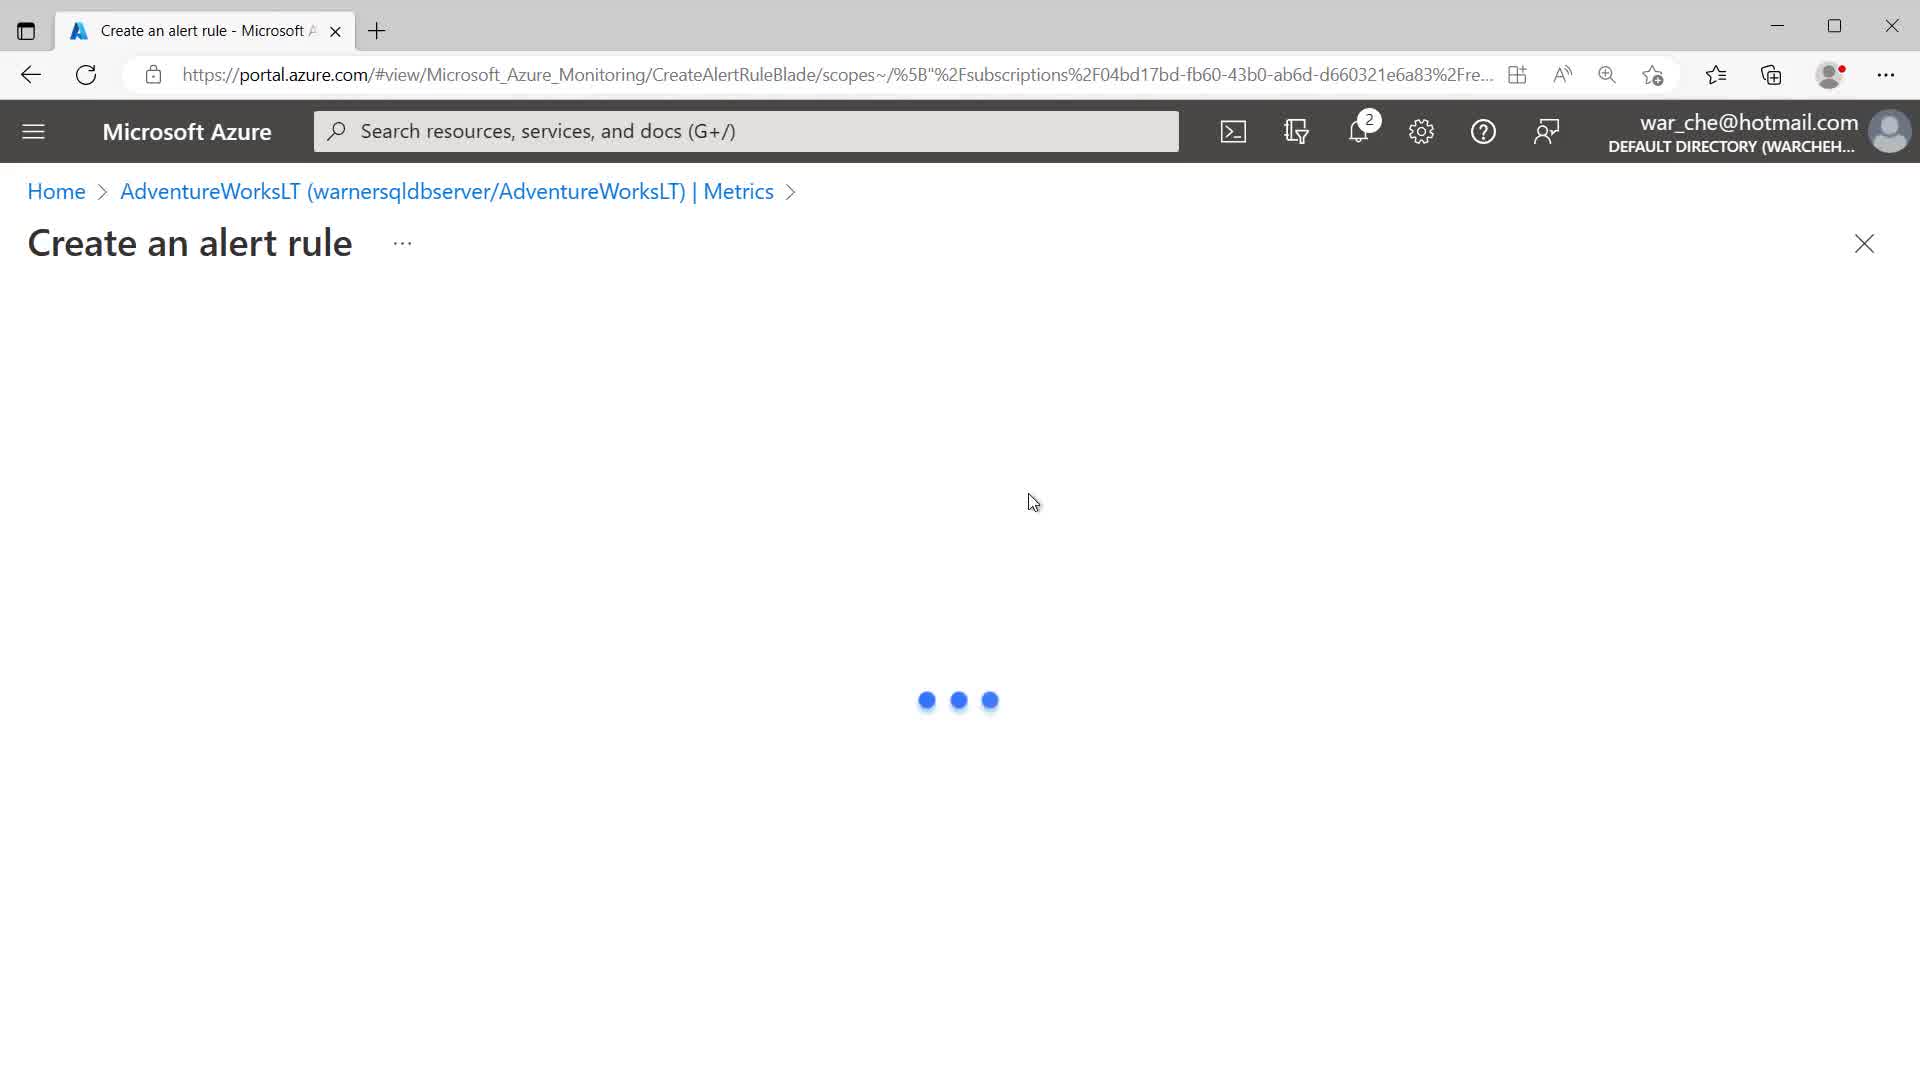 Create an alert rule - Microsoft A
https://portal.azure.com/#view/Microsoft_Azure_Monitoring/CreateAlertRuleBlade/scopes~/%5B"%2Fsubscriptions%2F04bd17bd-fb60-43b0-ab6d-d660321e6a83%2Fre...
Microsoft Azure
Search resources, services, and docs (G+/)
2
war_che@hotmail.com
DEFAULT DIRECTORY (WARCHEH...
Home > AdventureWorksLT (warnersqldbserver/AdventureWorksLT) | Metrics >
Create an alert rule ...